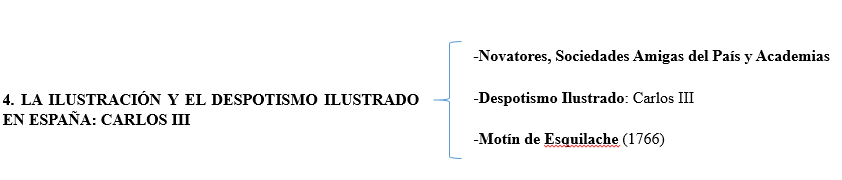 4. LA ILUSTRACIÓN Y EL DESPOTISMO ILUSTRADO
EN ESPAÑA: CARLOS III
-Novatores, Sociedades Amigas del País y Academias
-Despotismo Ilustrado: Carlos III
-Motín de Esquilache (1766)